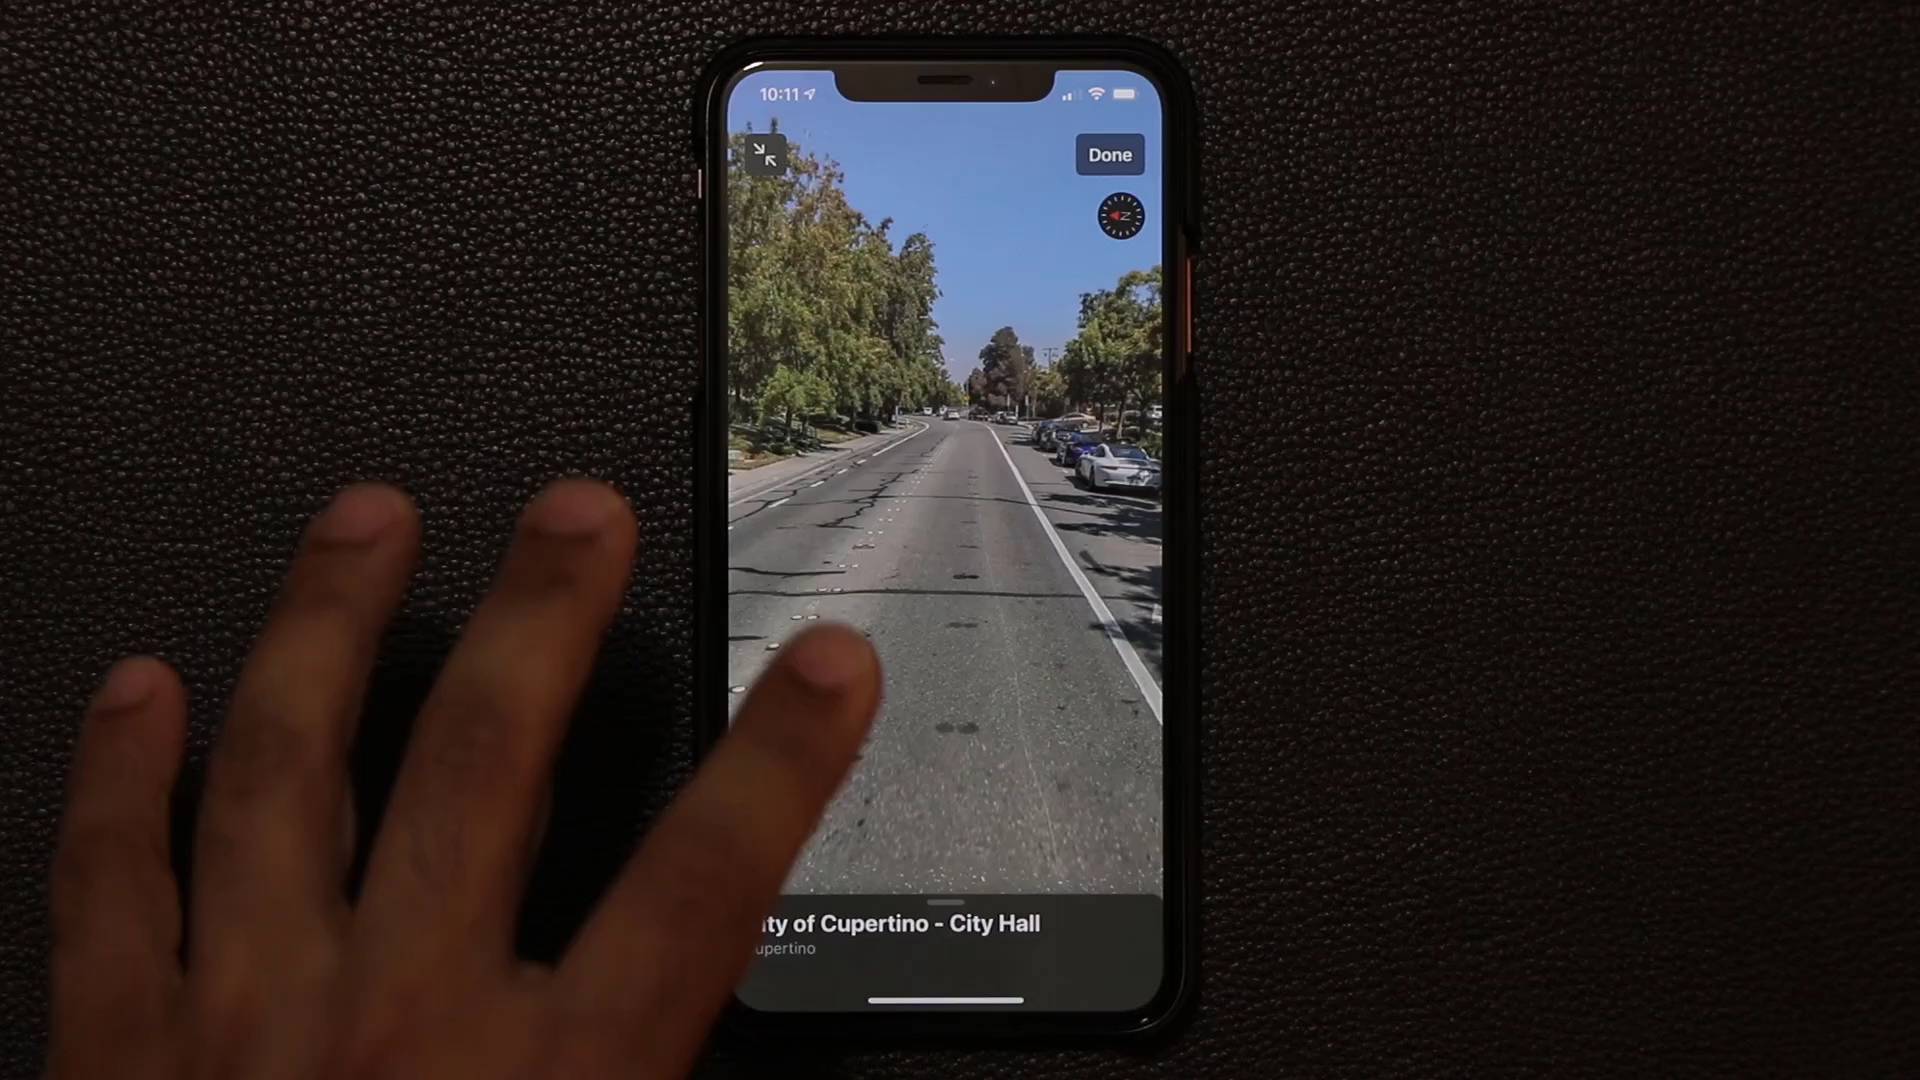 10:11
Done
N
ity of Cupertino - City Hall
upertino